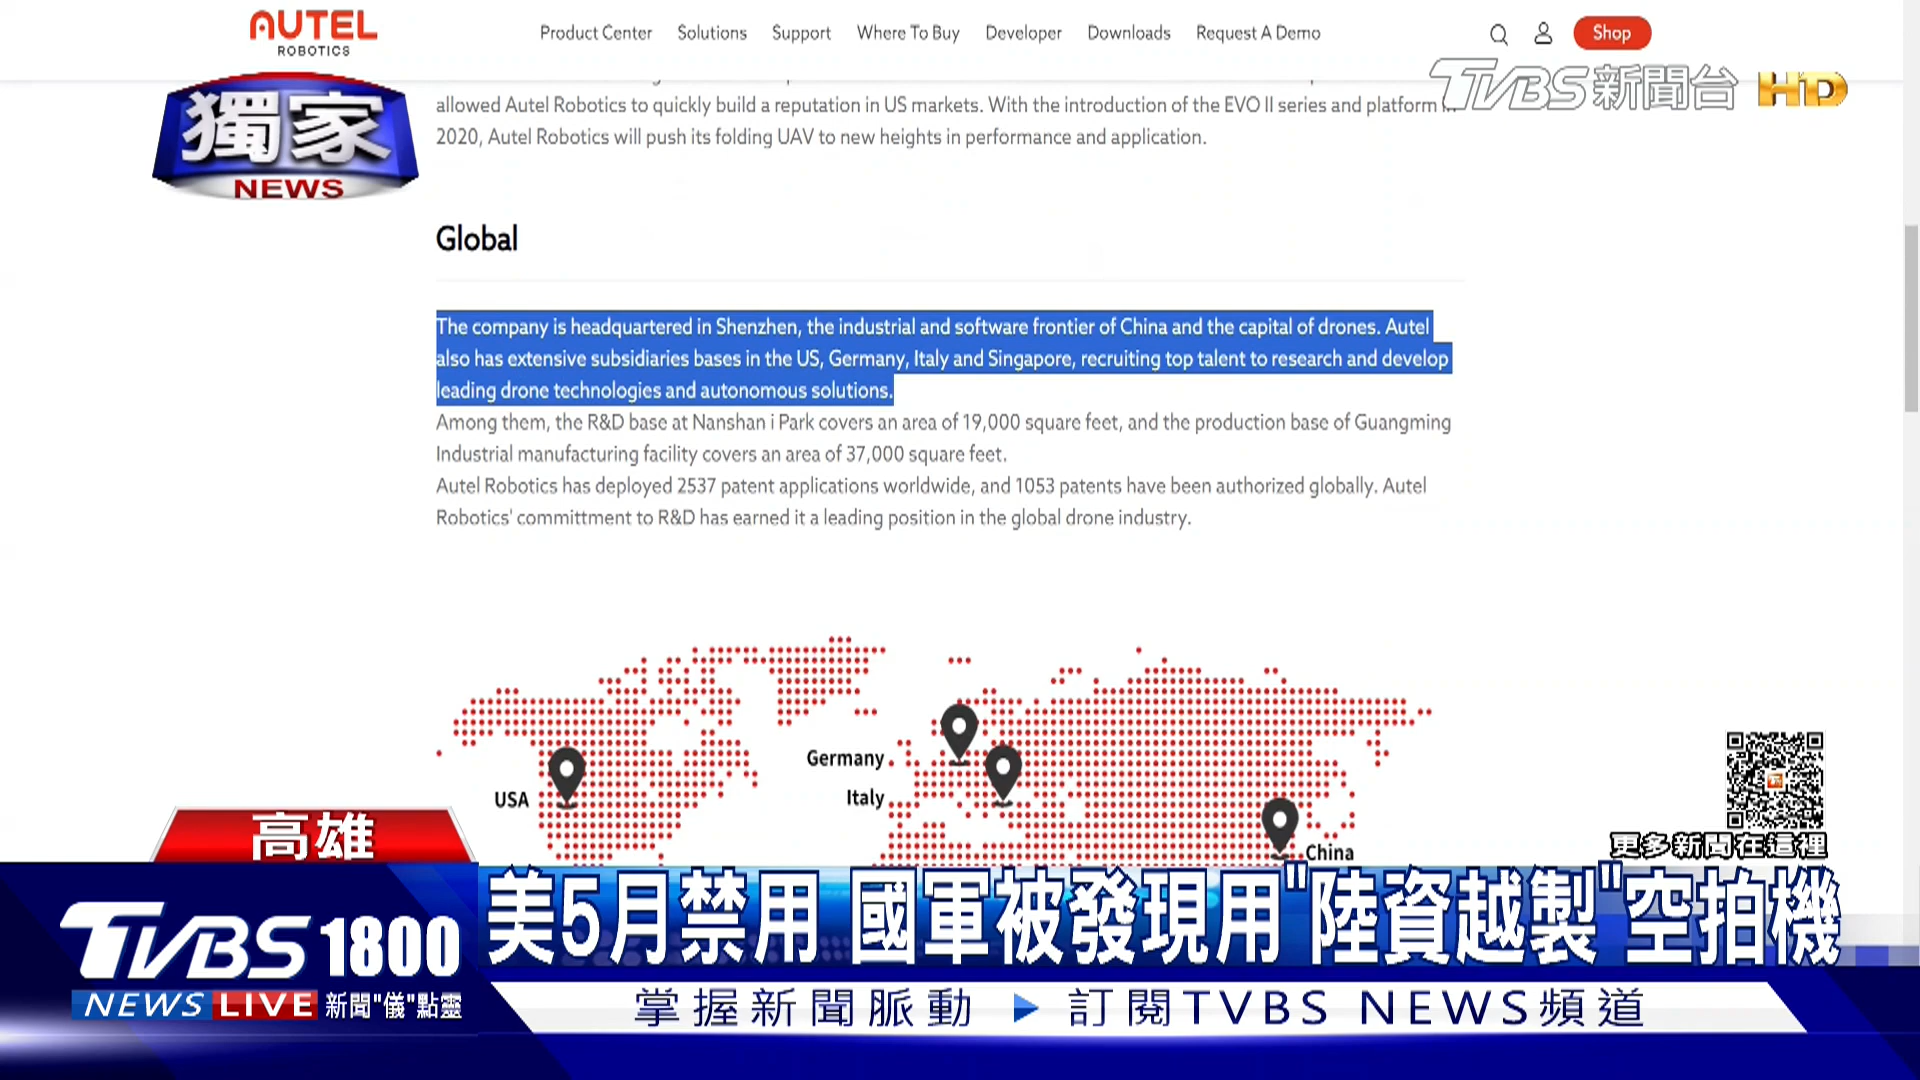 AUTEL
ROBOTICS
Product Center Solutions Support Where To Buy Developer Downloads Request A Demo
Shop
TVBS新聞台 HD
獨家
NEWS
allowed Autel Robotics to quickly build a reputation in US markets. With the introduction of the EVO II series and platform
2020, Autel Robotics will push its folding UAV to new heights in performance and application.
Global
The company is headquartered in Shenzhen, the industrial and software frontier of China and the capital of drones. Autel
also has extensive subsidiaries bases in the US, Germany, Italy and Singapore, recruiting top talent to research and develop
leading drone technologies and autonomous solutions.
Among them, the R&D base at Nanshan i Park covers an area of 19,000 square feet, and the production base of Guangming
Industrial manufacturing facility covers an area of 37,000 square feet.
Autel Robotics has deployed 2537 patent applications worldwide, and 1053 patents have been authorized globally. Autel
Robotics' committment to R&D has earned it a leading position in the global drone industry.
Germany
USA
Italy
China
更多新聞在這裡
高雄
美5月禁用 國軍被發現用"陸資越製"空拍機
TVBS 1800
NEWS LIVE 新聞"儀"點靈
掌握新聞脈動 ▶ 訂閱TVBS NEWS頻道